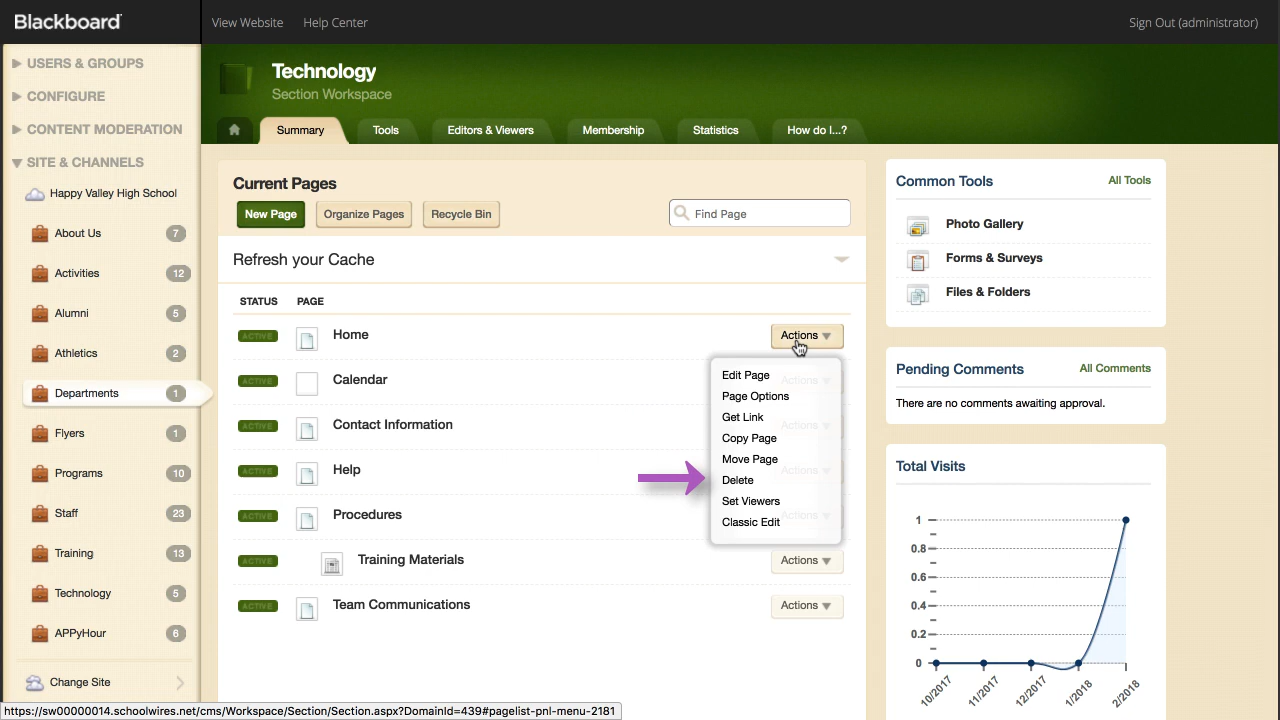 Blackboard
View Website
Help Center
Sign Out (administrator)
USERS & GROUPS
CONFIGURE
CONTENT MODERATION
SITE & CHANNELS
Happy Valley High School
About Us 7
Activities 12
Alumni 5
Athletics 2
Departments 1
Flyers 1
Programs 10
Staff 23
Training 13
Technology 5
APPyHour 6
Change Site
Technology
Section Workspace
Summary
Tools
Editors & Viewers
Membership
Statistics
How do I...?
Current Pages
New Page
Organize Pages
Recycle Bin
Find Page
Refresh your Cache
STATUS PAGE
ACTIVE Home Actions
ACTIVE Calendar Actions
ACTIVE Contact Information Actions
ACTIVE Help Actions
ACTIVE Procedures Actions
ACTIVE Training Materials Actions
ACTIVE Team Communications Actions
Edit Page
Page Options
Get Link
Copy Page
Move Page
Delete
Set Viewers
Classic Edit
Common Tools
All Tools
Photo Gallery
Forms & Surveys
Files & Folders
Pending Comments
All Comments
There are no comments awaiting approval.
Total Visits
1
0.8
0.6
0.4
0.2
0
10/2017
11/2017
12/2017
1/2018
2/2018
https://sw00000014.schoolwires.net/cms/Workspace/Section/Section.aspx?DomainId=439#pagelist-pnl-menu-2181